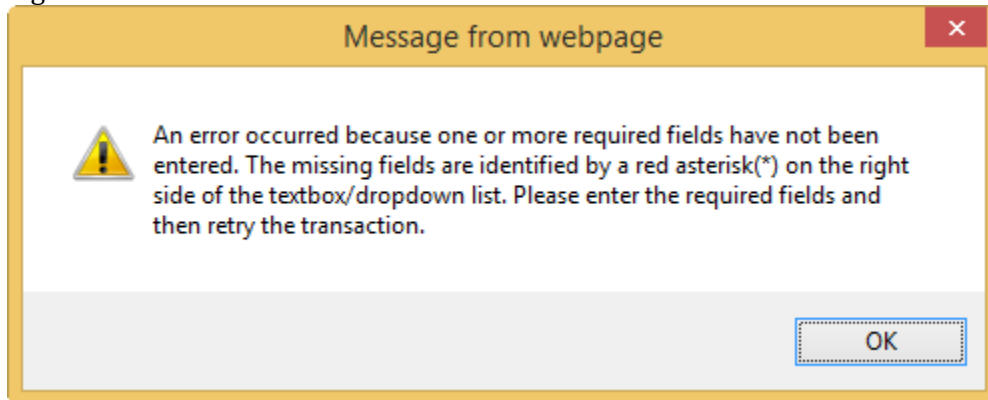 Message from webpage
An error occurred because one or more required fields have not been
entered. The missing fields are identified by a red asterisk(*) on the right
side of the textbox/dropdown list. Please enter the required fields and
then retry the transaction.
OK